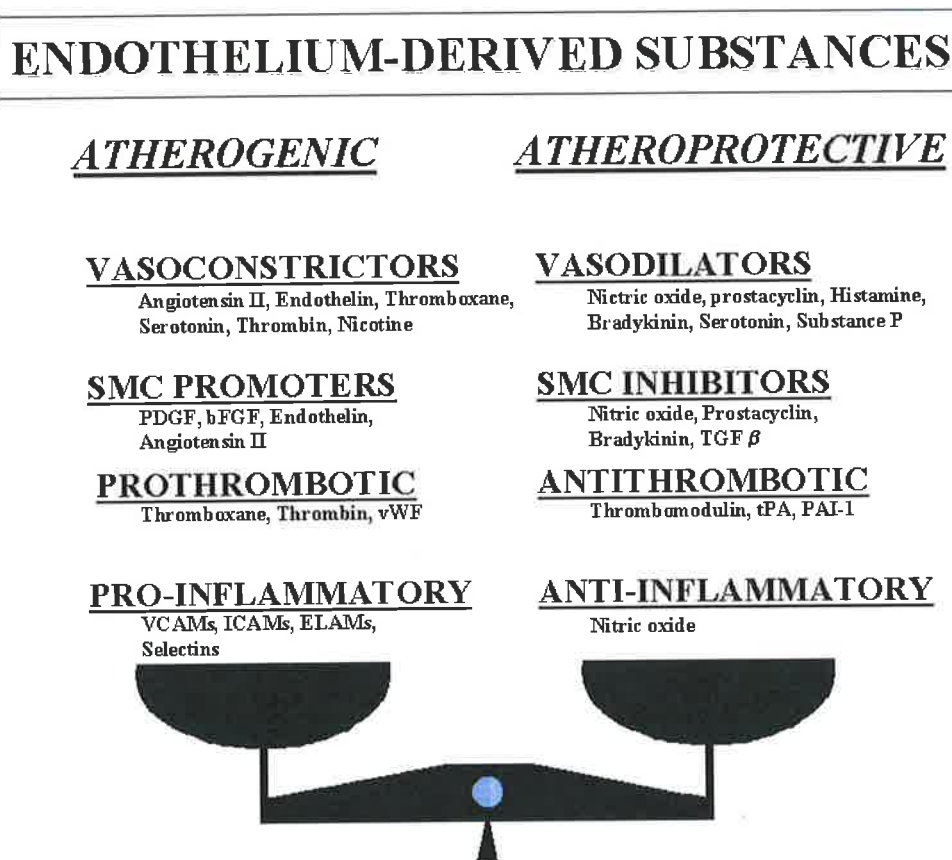 ENDOTHELIUM-DERIVED SUBSTANCES
ATHEROGENIC
VASOCONSTRICTORS
Angiotensin II, Endothelin, Thromboxane,
Serotonin, Thrombin, Nicotine
SMC PROMOTERS
PDGF, bFGF, Endothelin,
Angiotensin II
PROTHROMBOTIC
Thromboxane, Thrombin, vWF
PRO-INFLAMMATORY
VCAMs, ICAMs, ELAMs,
Selectins
ATHEROPROTECTIVE
VASODILATORS
Nictric oxide, prostacyclin, Histamine,
Bradykinin, Serotonin, Substance P
SMC INHIBITORS
Nitric oxide, Prostacyclin,
Bradykinin, TGF β
ANTITHROMBOTIC
Thrombomodulin, tPA, PAI-1
ANTI-INFLAMMATORY
Nitric oxide